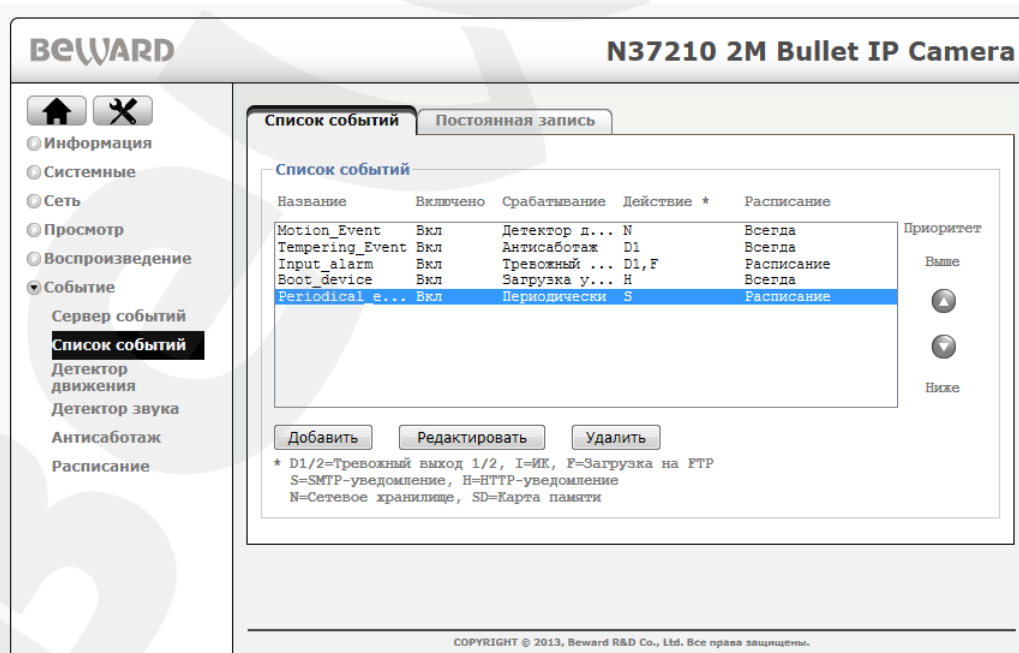 BEWARD
N37210 2M Bullet IP Camera
Информация
Системные
Сеть
Просмотр
Воспроизведение
Событие
Сервер событий
Список событий
Детектор
движения
Детектор звука
Антисаботаж
Расписание
Список событий Постоянная запись
Список событий
Название Включено Срабатывание Действие * Расписание
Motion_Event Вкл Детектор д... N Всегда
Tempering_Event Вкл Антисаботаж D1 Всегда
Input_alarm Вкл Тревожный ... D1,F Расписание
Boot_device Вкл Загрузка у... H Всегда
Periodical_e... Вкл Периодически S Расписание
Приоритет
Выше
Ниже
Добавить Редактировать Удалить
* D1/2=Тревожный выход 1/2, I=ИК, F=Загрузка на FTP
S=SMTP-уведомление, H=HTTP-уведомление
N=Сетевое хранилище, SD=Карта памяти
COPYRIGHT © 2013, Beward R&D Co., Ltd. Все права защищены.